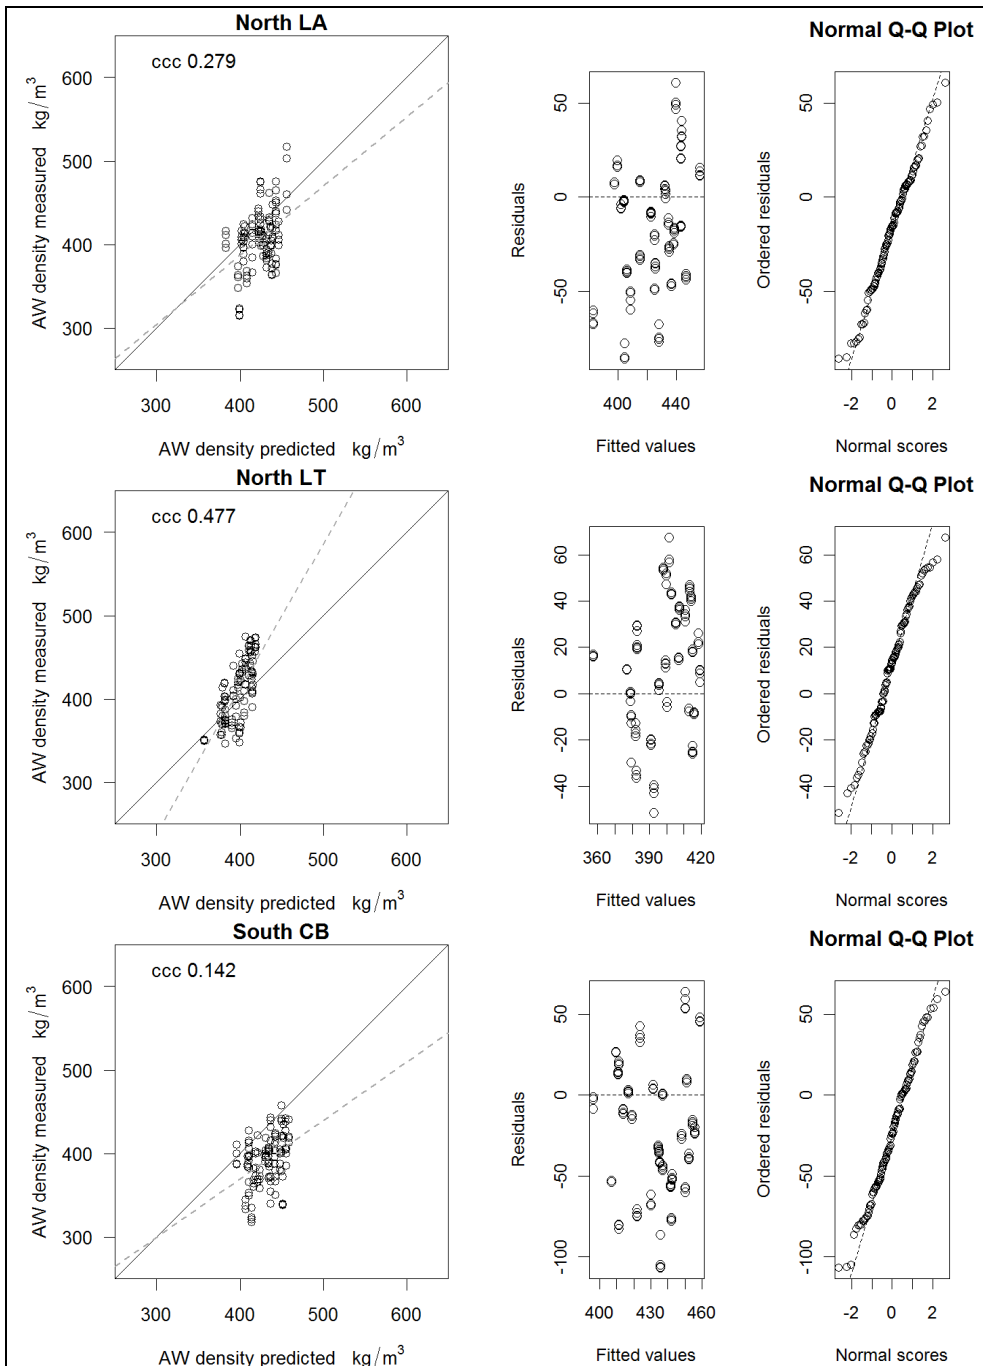 North LA
Normal Q-Q Plot
ccc 0.279
AW density measured kg/m³
600
500
400
300
300 400 500 600
AW density predicted kg/m³
Residuals
50
0
-50
400 440
Fitted values
Ordered residuals
50
0
-50
-2 0 2
Normal scores
North LT
Normal Q-Q Plot
ccc 0.477
AW density measured kg/m³
600
500
400
300
300 400 500 600
AW density predicted kg/m³
Residuals
60
40
20
0
-20
-40
360 390 420
Fitted values
Ordered residuals
60
40
20
0
-20
-40
-2 0 2
Normal scores
South CB
Normal Q-Q Plot
ccc 0.142
AW density measured kg/m³
600
500
400
300
300 400 500 600
AW density predicted kg/m³
Residuals
50
0
-50
-100
400 430 460
Fitted values
Ordered residuals
50
0
-50
-100
-2 0 2
Normal scores